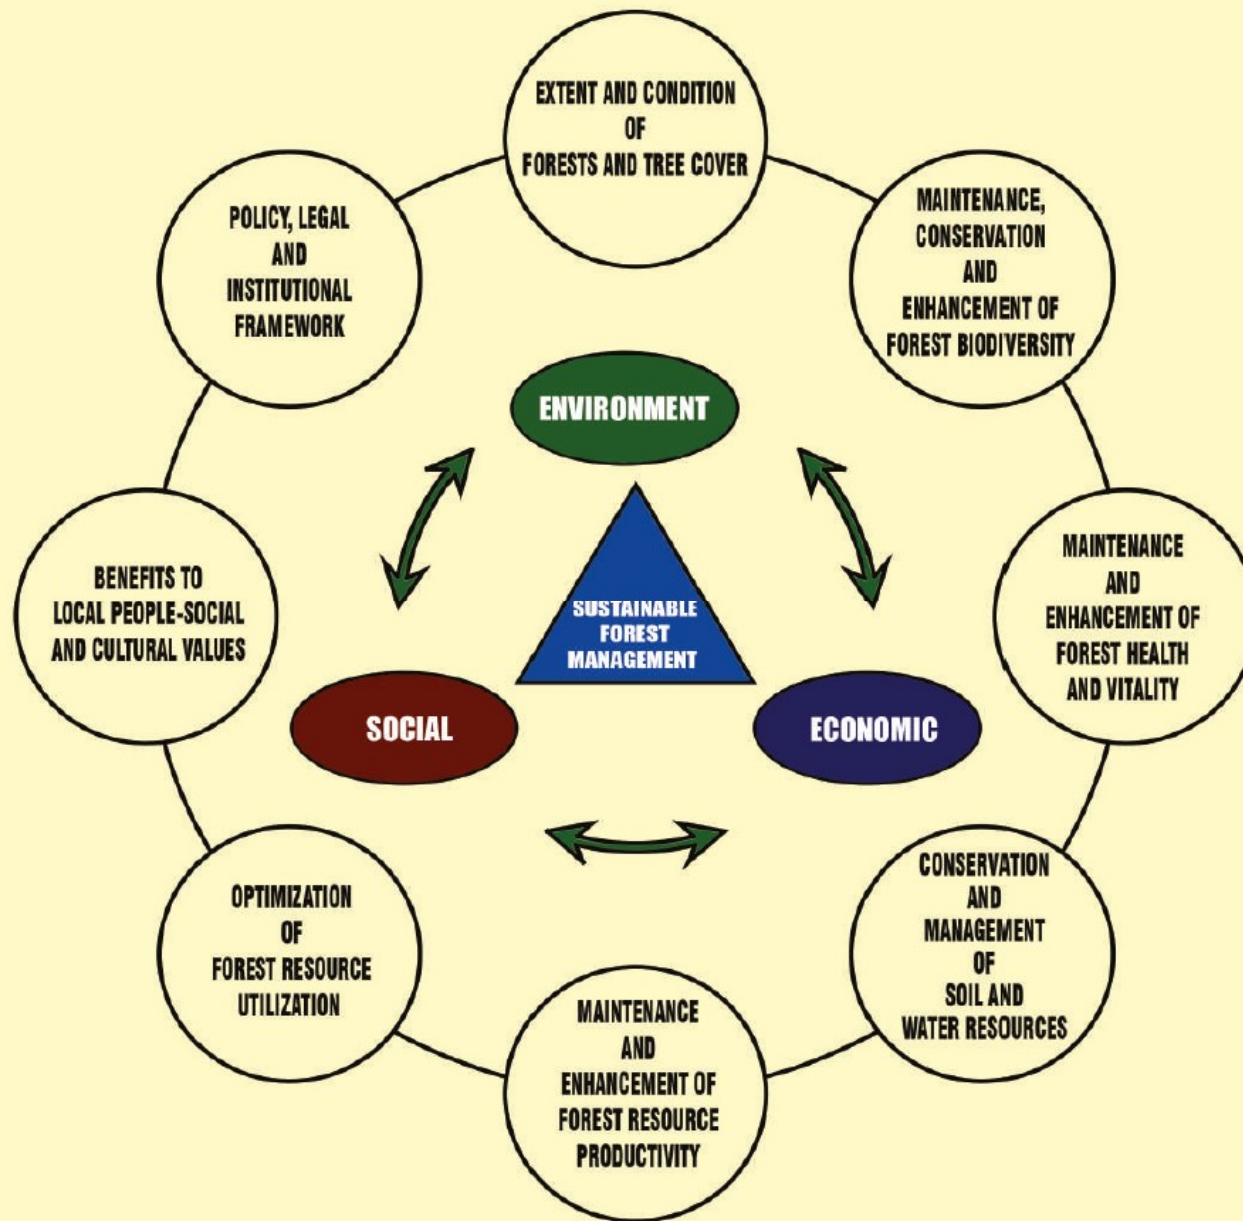 EXTENT AND CONDITION
OF
FORESTS AND TREE COVER
MAINTENANCE,
CONSERVATION
AND
ENHANCEMENT OF
FOREST BIODIVERSITY
MAINTENANCE
AND
ENHANCEMENT OF
FOREST HEALTH
AND VITALITY
CONSERVATION
AND
MANAGEMENT
OF
SOIL AND
WATER RESOURCES
MAINTENANCE
AND
ENHANCEMENT OF
FOREST RESOURCE
PRODUCTIVITY
OPTIMIZATION
OF
FOREST RESOURCE
UTILIZATION
BENEFITS TO
LOCAL PEOPLE-SOCIAL
AND CULTURAL VALUES
POLICY, LEGAL
AND
INSTITUTIONAL
FRAMEWORK
ENVIRONMENT
SUSTAINABLE
FOREST
MANAGEMENT
SOCIAL
ECONOMIC